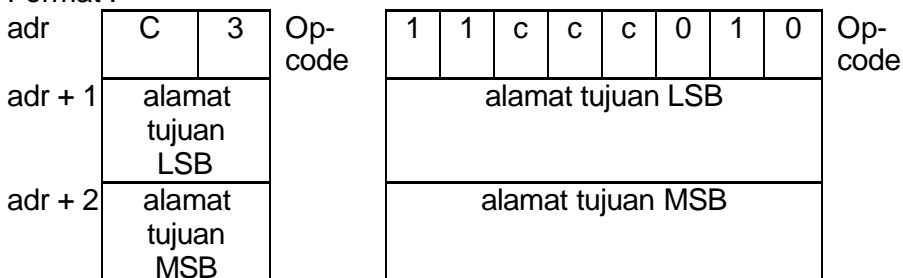 adr C 3 Op-code 1 1 c c c 0 1 0 Op-code
adr + 1 alamat tujuan LSB alamat tujuan LSB
adr + 2 alamat tujuan MSB alamat tujuan MSB